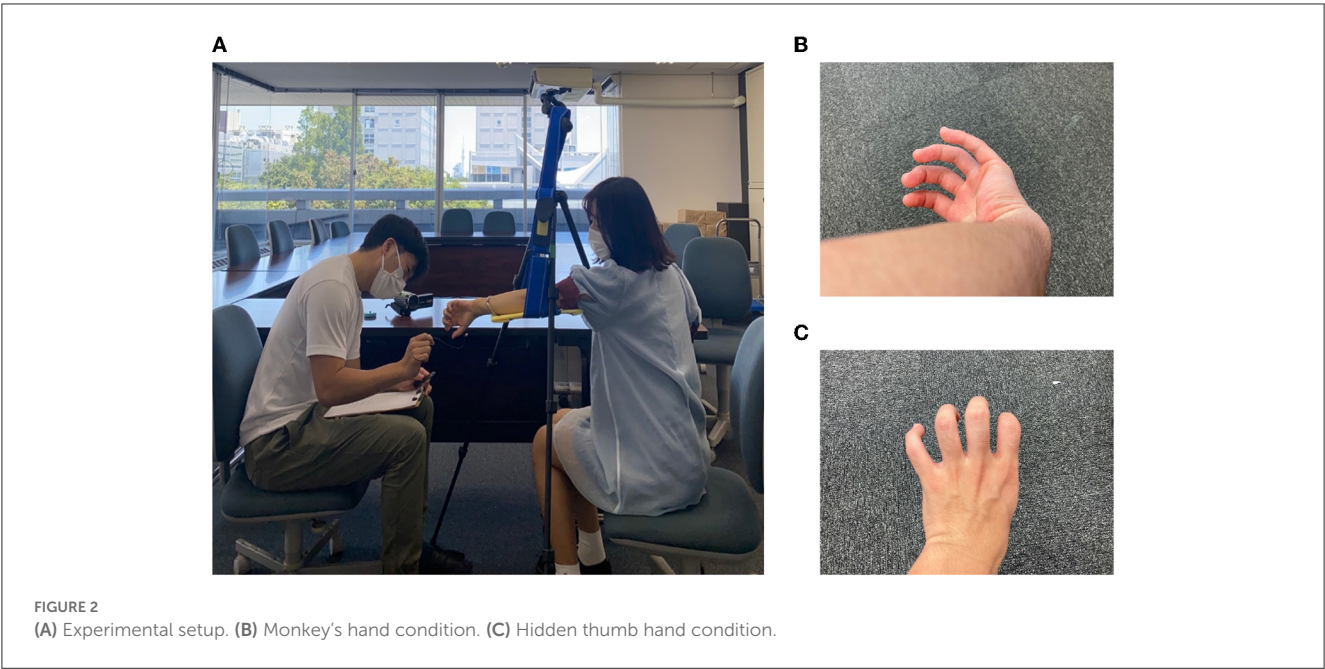 A
B
C
FIGURE 2
(A) Experimental setup. (B) Monkey's hand condition. (C) Hidden thumb hand condition.